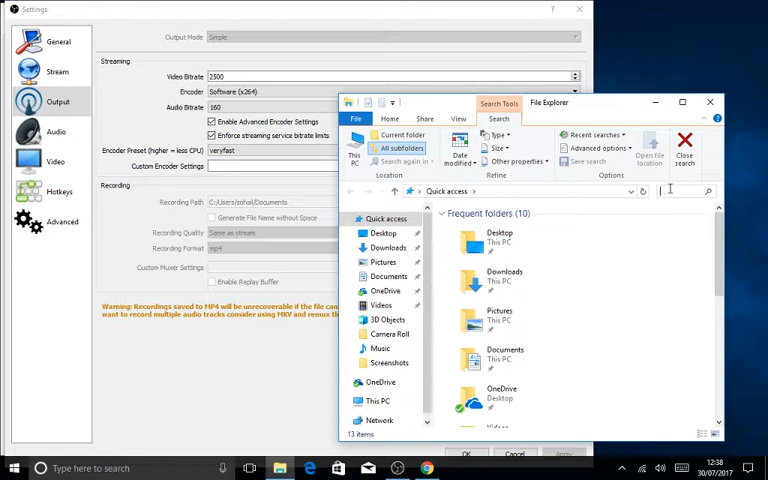 Settings
General
Stream
Output
Audio
Video
Hotkeys
Advanced
Output Mode Simple
Streaming
Video Bitrate 2500
Encoder Software (x264)
Audio Bitrate 160
Enable Advanced Encoder Settings
Enforce streaming service bitrate limits
Encoder Preset (higher = less CPU) veryfast
Custom Encoder Settings
Recording
Recording Path C:/Users/sohail/Documents
Generate File Name without Space
Recording Quality Same as stream
Recording Format mp4
Custom Muxer Settings
Enable Replay Buffer
Warning: Recordings saved to MP4 will be unrecoverable if the file can
want to record multiple audio tracks consider using MKV and remux th
OK Cancel Apply
Search Tools File Explorer
File Home Share View Search
This PC
Current folder
All subfolders
Search again in
Location
Date modified
Type
Size
Other properties
Refine
Recent searches
Advanced options
Save search
Open file location
Options
Close search
Quick access
Quick access
Desktop
Downloads
Pictures
Documents
OneDrive
Videos
3D Objects
Camera Roll
Music
Screenshots
OneDrive
This PC
Network
Frequent folders (10)
Desktop
This PC
Downloads
This PC
Pictures
This PC
Documents
This PC
OneDrive
Desktop
13 items
Type here to search
12:38
30/07/2017